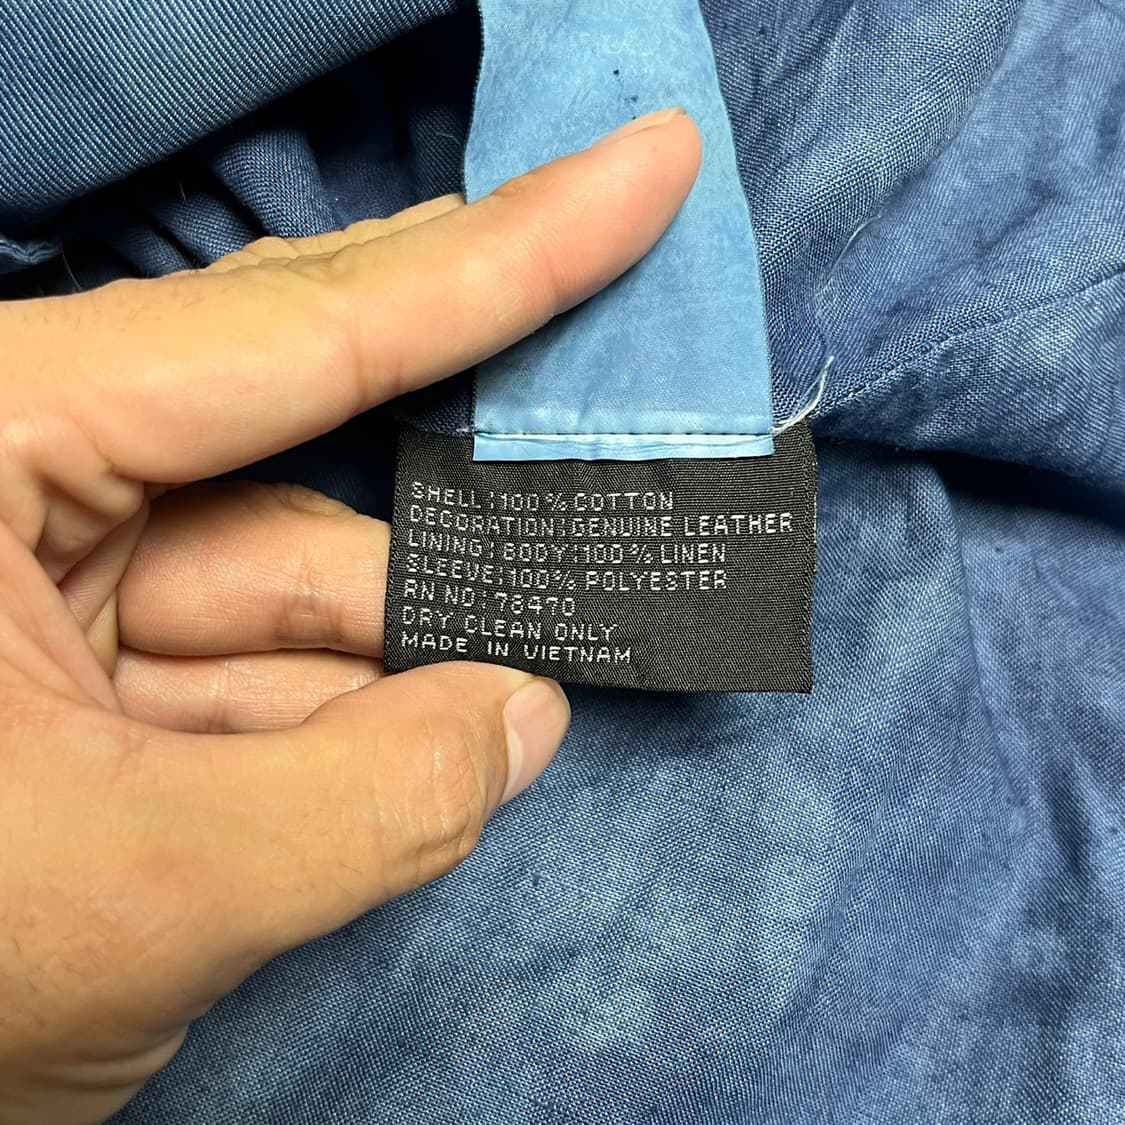 SHELL:100%COTTON
DECORATION:GENUINE LEATHER
LINING:BODY:100%LINEN
SLEEVE:100%POLYESTER
RN NO:78470
DRY CLEAN ONLY
MADE IN VIETNAM